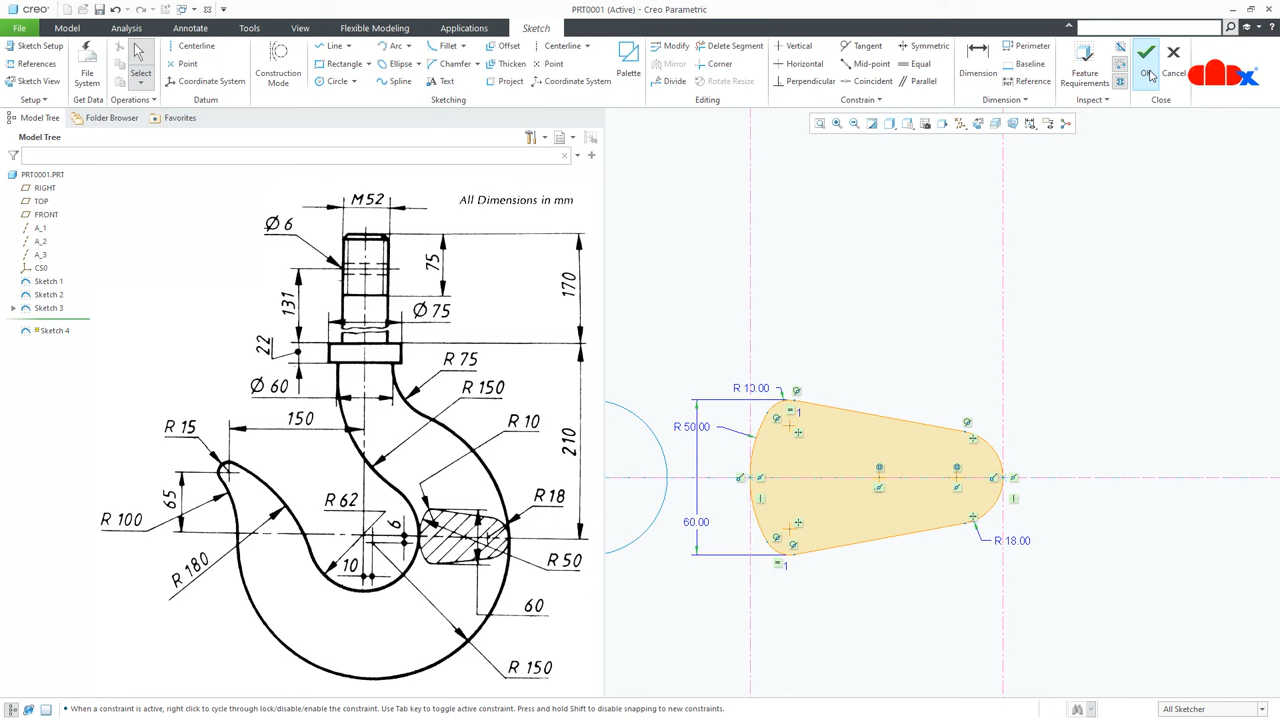 creo
PRT0001 (Active) - Creo Parametric
File
Model
Analysis
Annotate
Tools
View
Flexible Modeling
Applications
Sketch
Sketch Setup
References
Sketch View
Setup
File System
Get Data
Select
Operations
Centerline
Point
Coordinate System
Datum
Construction Mode
Line
Rectangle
Circle
Arc
Ellipse
Spline
Fillet
Chamfer
Text
Offset
Thicken
Project
Centerline
Point
Coordinate System
Palette
Sketching
Modify
Mirror
Divide
Delete Segment
Corner
Rotate Resize
Editing
Vertical
Horizontal
Perpendicular
Tangent
Mid-point
Coincident
Symmetric
Equal
Parallel
Constrain
Dimension
Perimeter
Baseline
Reference
Dimension
Feature Requirements
Inspect
OK
Cancel
Close
Model Tree
Folder Browser
Favorites
Model Tree
PRT0001.PRT
RIGHT
TOP
FRONT
A_1
A_2
A_3
CS0
Sketch 1
Sketch 2
Sketch 3
Sketch 4
M52
All Dimensions in mm
Ø 6
75
170
131
Ø 75
22
R 75
Ø 60
R 150
R 15
150
R 10
210
65
R 62
R 18
R 100
6
R 180
10
R 50
60
R 150
R 10.00
1
R 50.00
60.00
R 18.00
1
When a constraint is active, right click to cycle through lock/disable/enable the constraint. Use Tab key to toggle active constraint. Press and hold Shift to disable snapping to new constraints.
All Sketcher